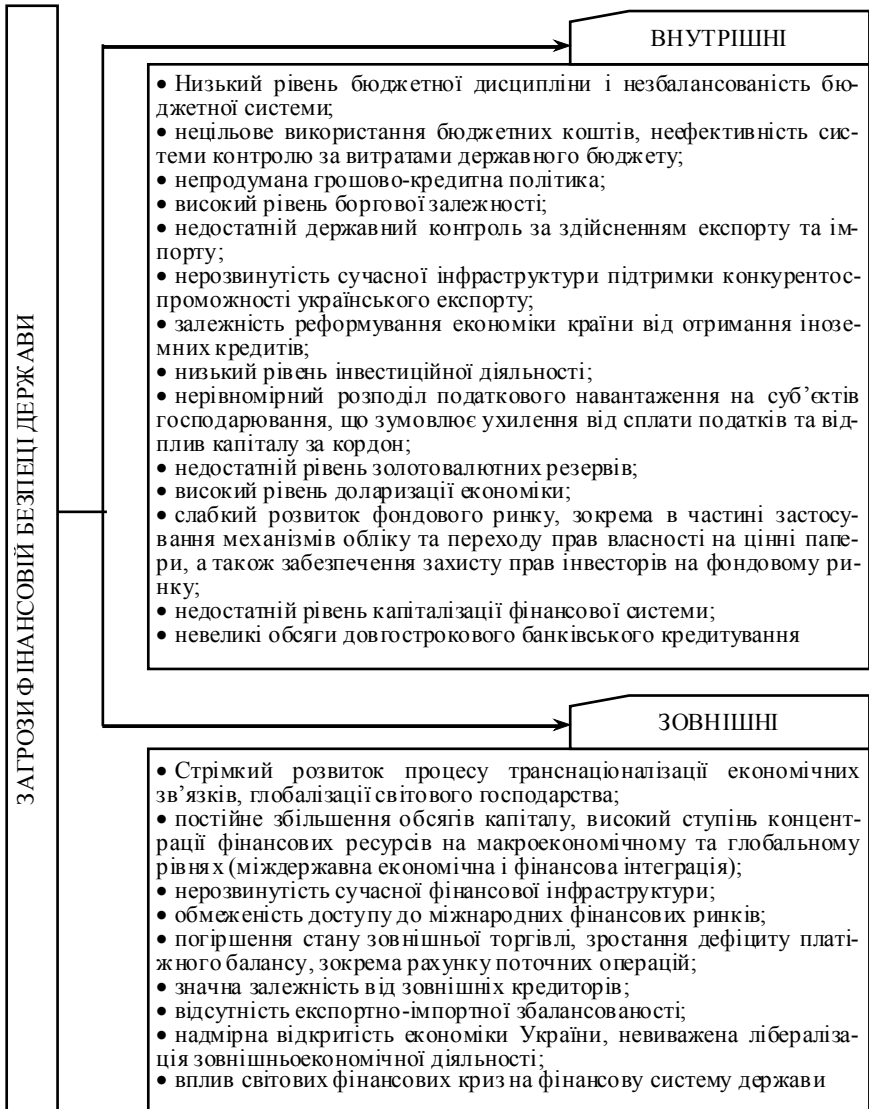 ЗАГРОЗИ ФІНАНСОВІЙ БЕЗПЕЦІ ДЕРЖАВИ
ВНУТРІШНІ
• Низький рівень бюджетної дисципліни і незбалансованість бю-
джетної системи;
• нецільове використання бюджетних коштів, неефективність сис-
теми контролю за витратами державного бюджету;
• непродумана грошово-кредитна політика;
• високий рівень боргової залежності;
• недостатній державний контроль за здійсненням експорту та ім-
порту;
• нерозвинутість сучасної інфраструктури підтримки конкурентос-
проможності українського експорту;
• залежність реформування економіки країни від отримання інозе-
мних кредитів;
• низький рівень інвестиційної діяльності;
• нерівномірний розподіл податкового навантаження на суб’єктів
господарювання, що зумовлює ухилення від сплати податків та від-
плив капіталу за кордон;
• недостатній рівень золотовалютних резервів;
• високий рівень доларизації економіки;
• слабкий розвиток фондового ринку, зокрема в частині застосу-
вання механізмів обліку та переходу прав власності на цінні папе-
ри, а також забезпечення захисту прав інвесторів на фондовому ри-
нку;
• недостатній рівень капіталізації фінансової системи;
• невеликі обсяги довгострокового банківського кредитування
ЗОВНІШНІ
• Стрімкий розвиток процесу транснаціоналізації економічних
зв’язків, глобалізації світового господарства;
• постійне збільшення обсягів капіталу, високий ступінь концент-
рації фінансових ресурсів на макроекономічному та глобальному
рівнях (міждержавна економічна і фінансова інтеграція);
• нерозвинутість сучасної фінансової інфраструктури;
• обмеженість доступу до міжнародних фінансових ринків;
• погіршення стану зовнішньої торгівлі, зростання дефіциту платі-
жного балансу, зокрема рахунку поточних операцій;
• значна залежність від зовнішніх кредиторів;
• відсутність експортно-імпортної збалансованості;
• надмірна відкритість економіки України, невиважена лібераліза-
ція зовнішньоекономічної діяльності;
• вплив світових фінансових криз на фінансову систему держави